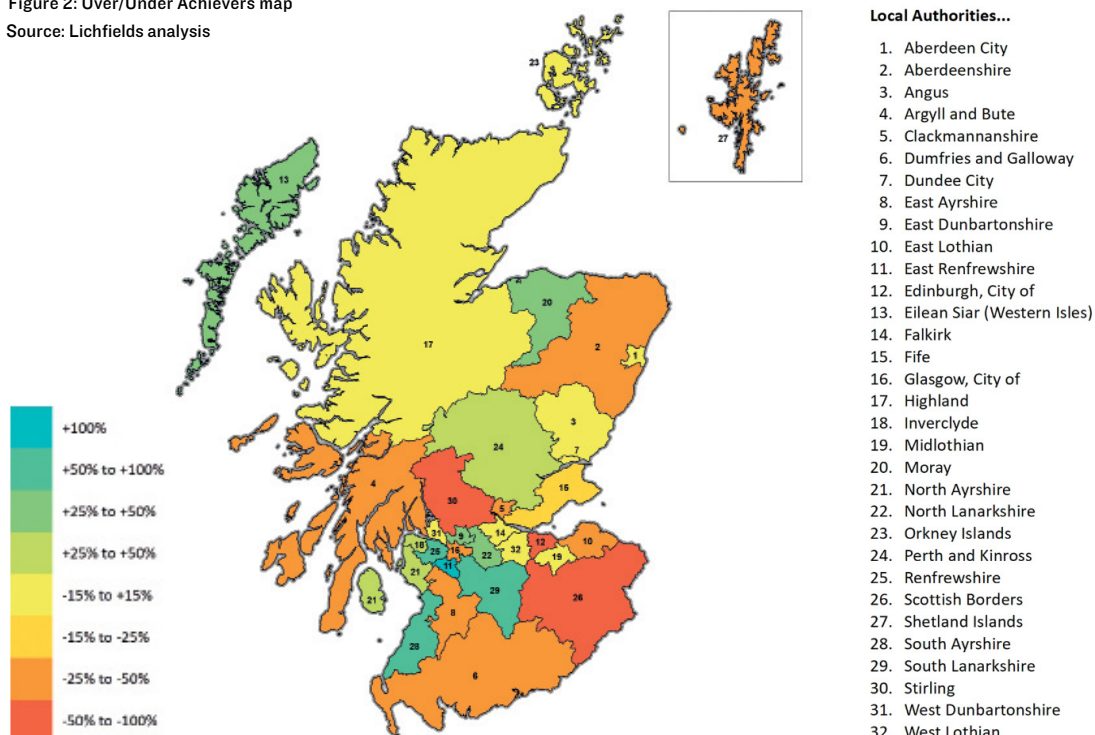 Figure 2: Over/Under Achievers map
Source: Lichfields analysis
Local Authorities...
1. Aberdeen City
2. Aberdeenshire
3. Angus
4. Argyll and Bute
5. Clackmannanshire
6. Dumfries and Galloway
7. Dundee City
8. East Ayrshire
9. East Dunbartonshire
10. East Lothian
11. East Renfrewshire
12. Edinburgh, City of
13. Eilean Siar (Western Isles)
14. Falkirk
15. Fife
16. Glasgow, City of
17. Highland
18. Inverclyde
19. Midlothian
20. Moray
21. North Ayrshire
22. North Lanarkshire
23. Orkney Islands
24. Perth and Kinross
25. Renfrewshire
26. Scottish Borders
27. Shetland Islands
28. South Ayrshire
29. South Lanarkshire
30. Stirling
31. West Dunbartonshire
32. West Lothian
+100%
+50% to +100%
+25% to +50%
+25% to +50%
-15% to +15%
-15% to -25%
-25% to -50%
-50% to -100%
23
27
13
20
17
2
1
3
24
7
4
30
15
5
31
9
14
12
10
18
25
16
22
32
19
11
21
21
29
26
8
28
6